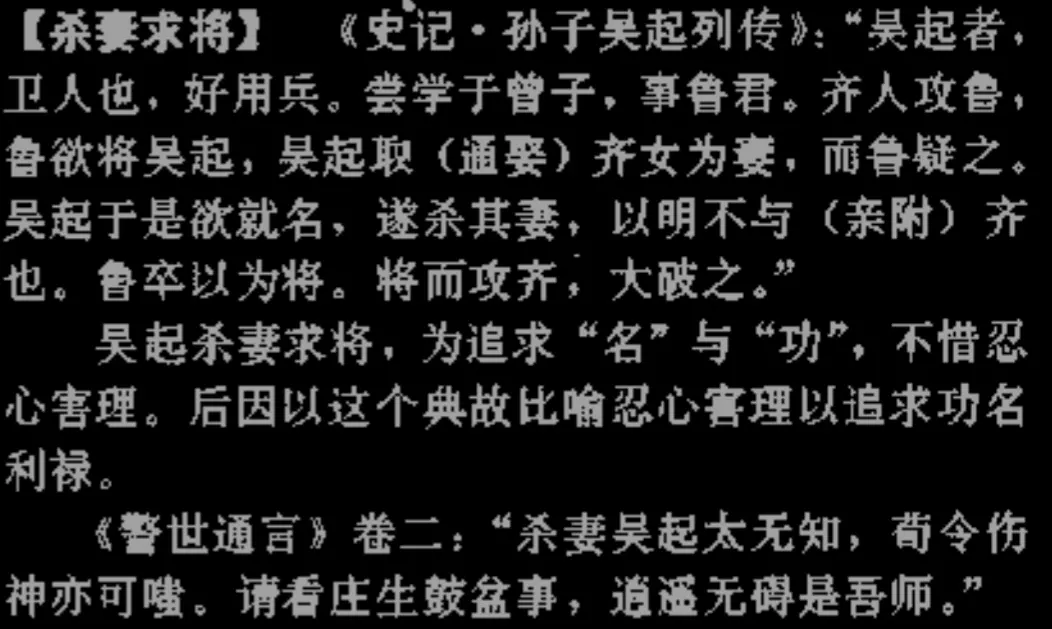 【杀妻求将】 《史记·孙子吴起列传》：“吴起者，
卫人也，好用兵。尝学于曾子，事鲁君。齐人攻鲁，
鲁欲将吴起，吴起取（通娶）齐女为妻，而鲁疑之。
吴起于是欲就名，遂杀其妻，以明不与（亲附）齐
也。鲁卒以为将。将而攻齐，大破之。”
吴起杀妻求将，为追求“名”与“功”，不惜忍
心害理。后因以这个典故比喻忍心害理以追求功名
利禄。
《警世通言》卷二：“杀妻吴起太无知，荀令伤
神亦可嗤。请看庄生鼓盆事，逍遥无碍是吾师。”